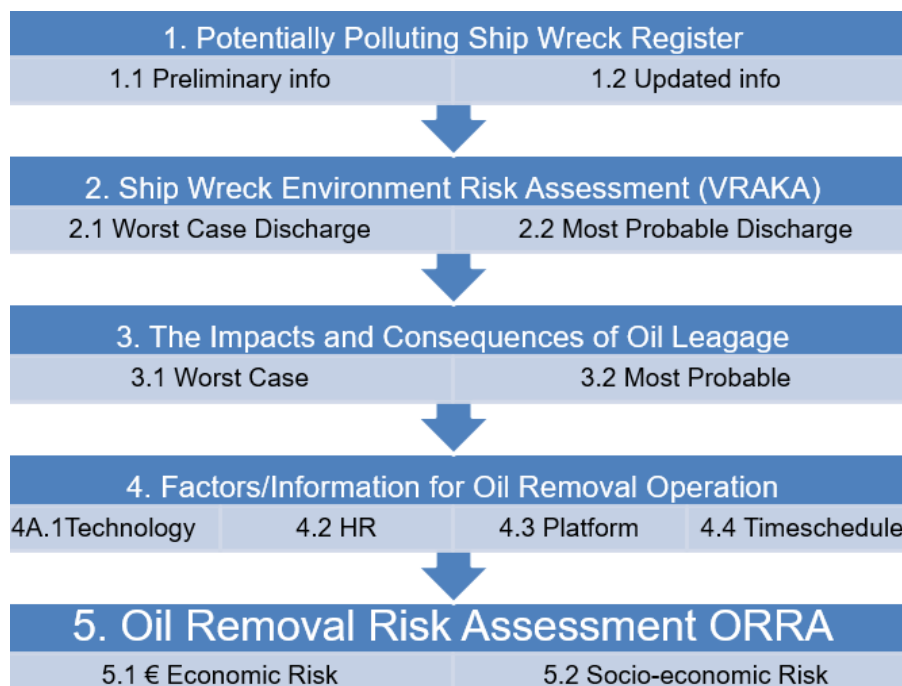 1. Potentially Polluting Ship Wreck Register
1.1 Preliminary info
1.2 Updated info
2. Ship Wreck Environment Risk Assessment (VRAKA)
2.1 Worst Case Discharge
2.2 Most Probable Discharge
3. The Impacts and Consequences of Oil Leagage
3.1 Worst Case
3.2 Most Probable
4. Factors/Information for Oil Removal Operation
4A.1Technology
4.2 HR
4.3 Platform
4.4 Timeschedule
5. Oil Removal Risk Assessment ORRA
5.1 € Economic Risk
5.2 Socio-economic Risk